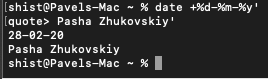 [shist@Pavels-Mac ~ % date +%d-%m-%y'
[quote> Pasha Zhukovskiy'
28-02-20
Pasha Zhukovskiy
shist@Pavels-Mac ~ %